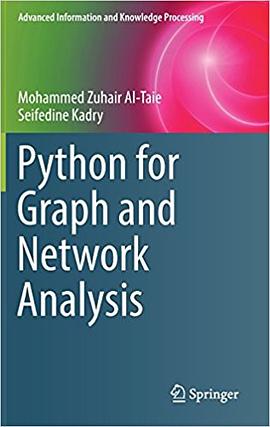 Advanced Information and Knowledge Processing
Mohammed Zuhair Al-Taie
Seifedine Kadry
Python for
Graph and
Network
Analysis
Springer